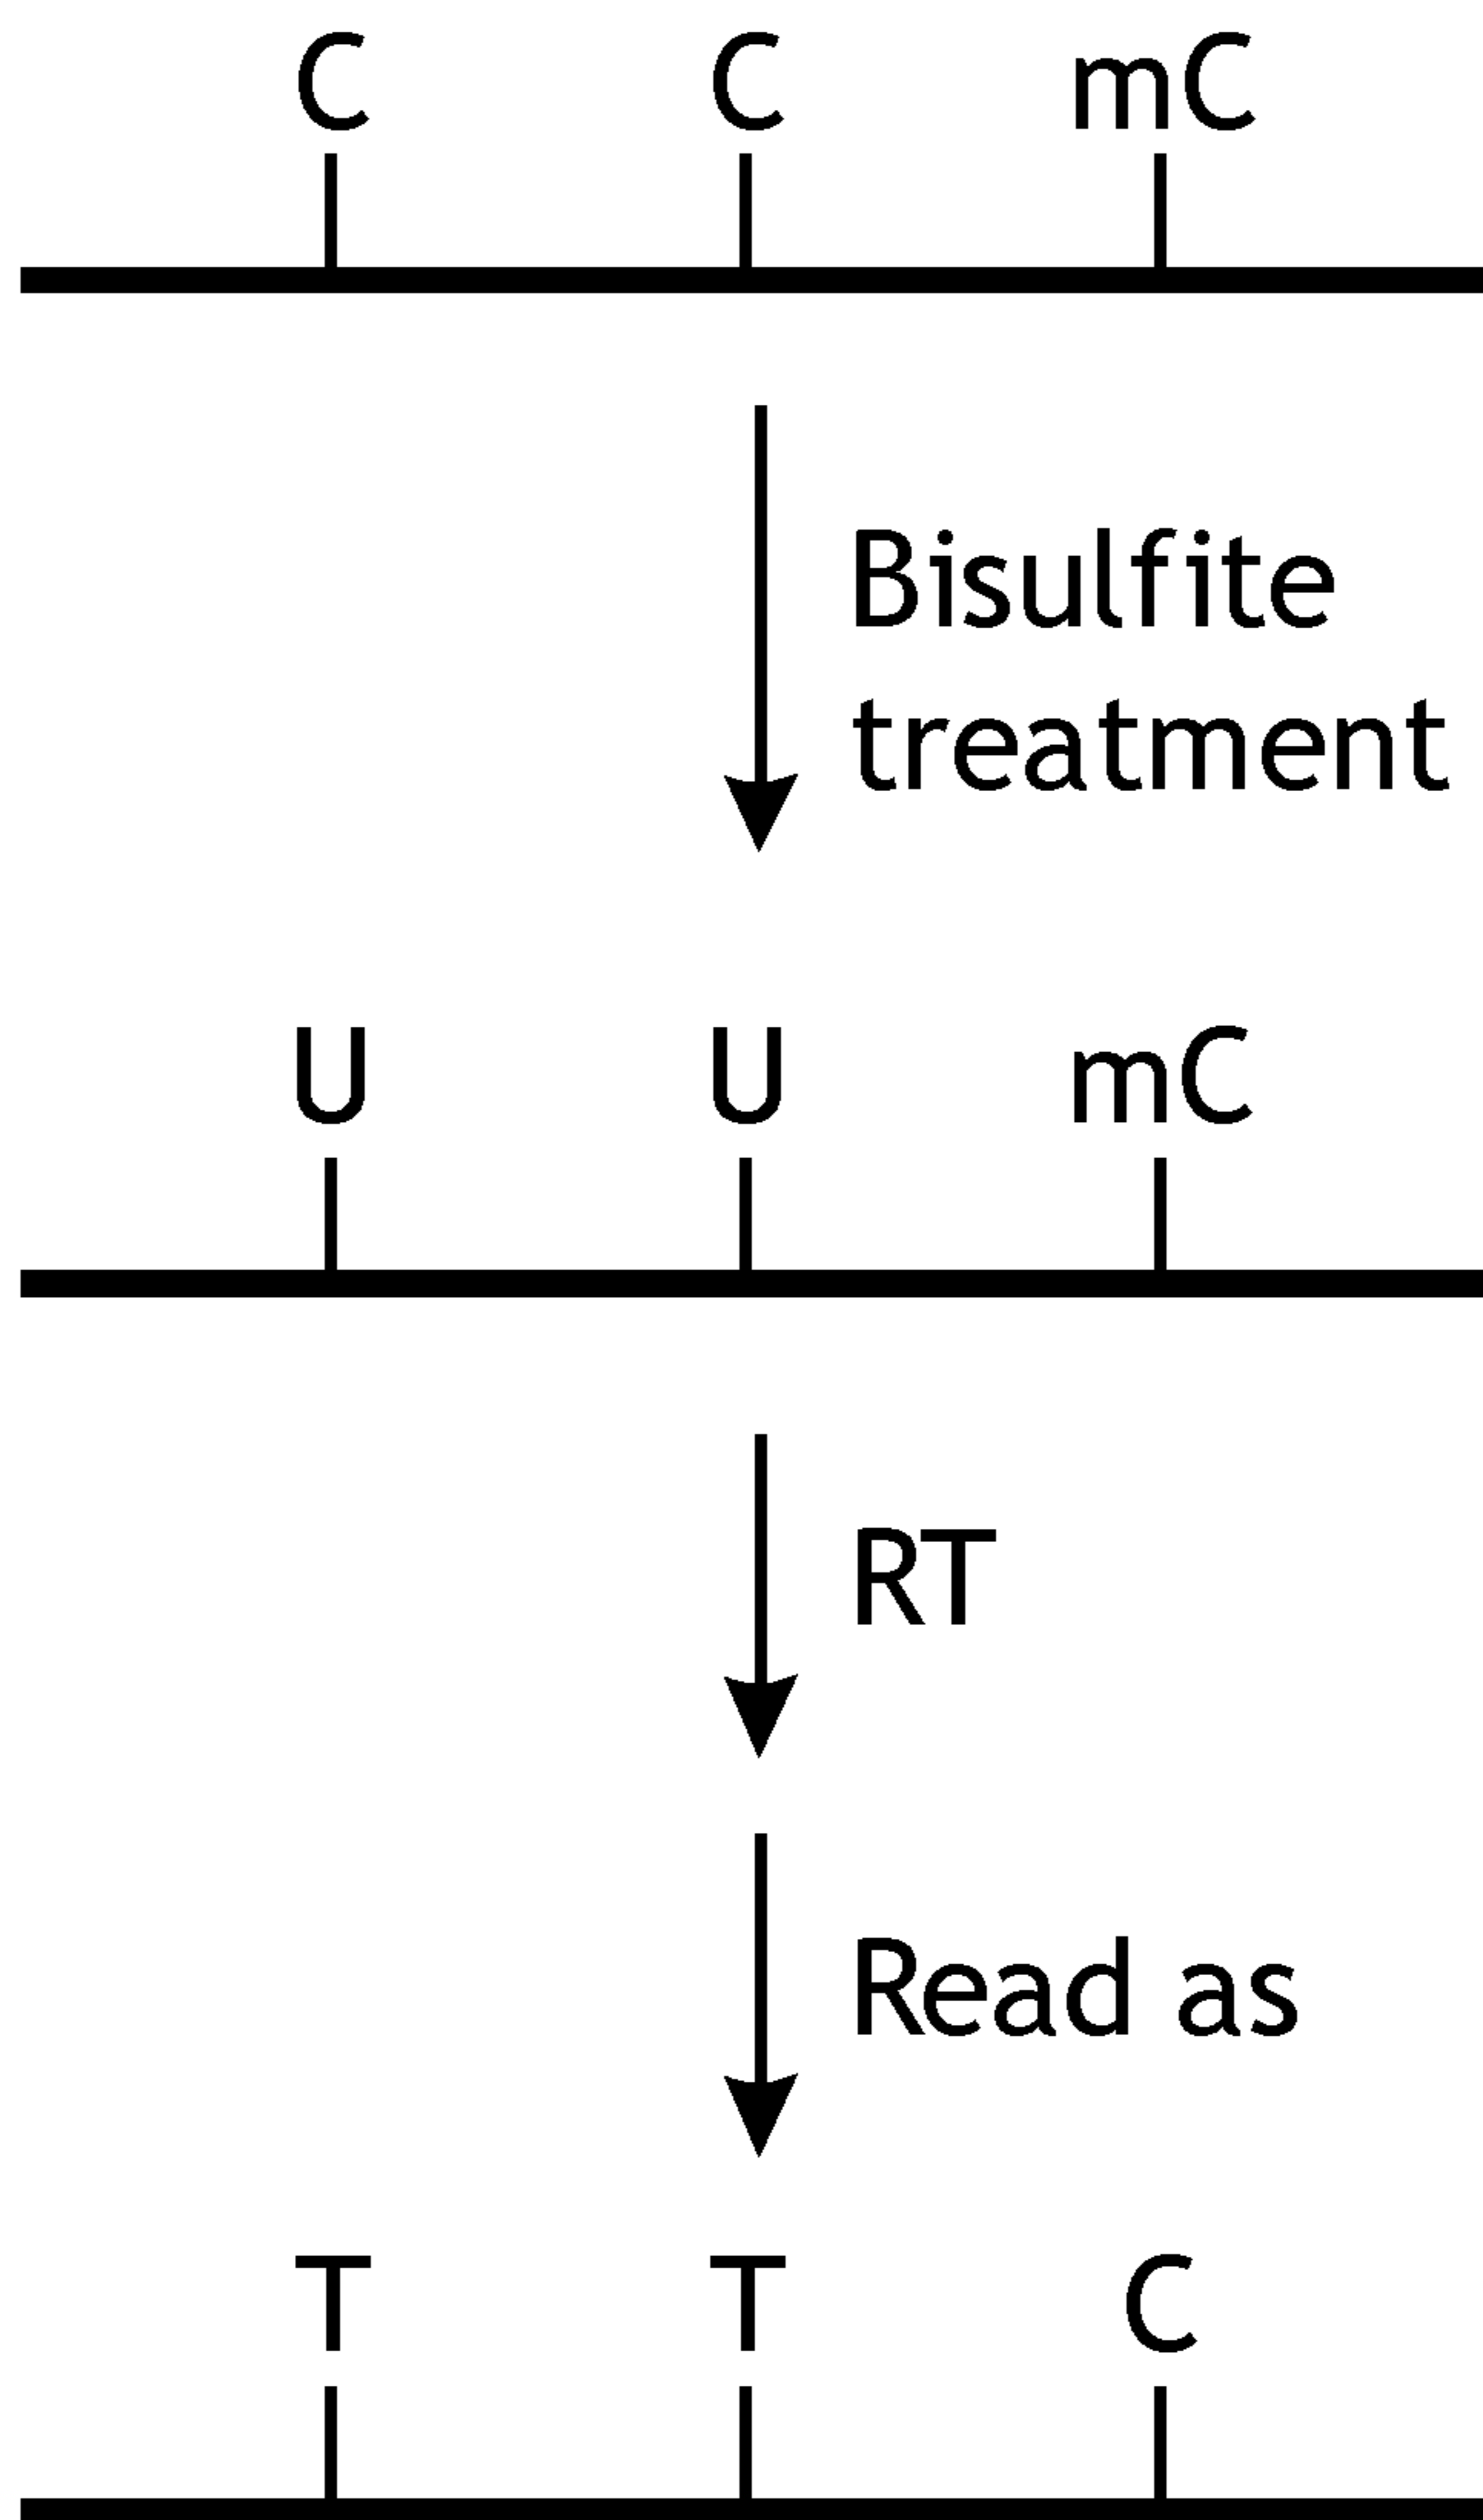 C C mC
Bisulfite
treatment
U U mC
RT
Read as
T T C